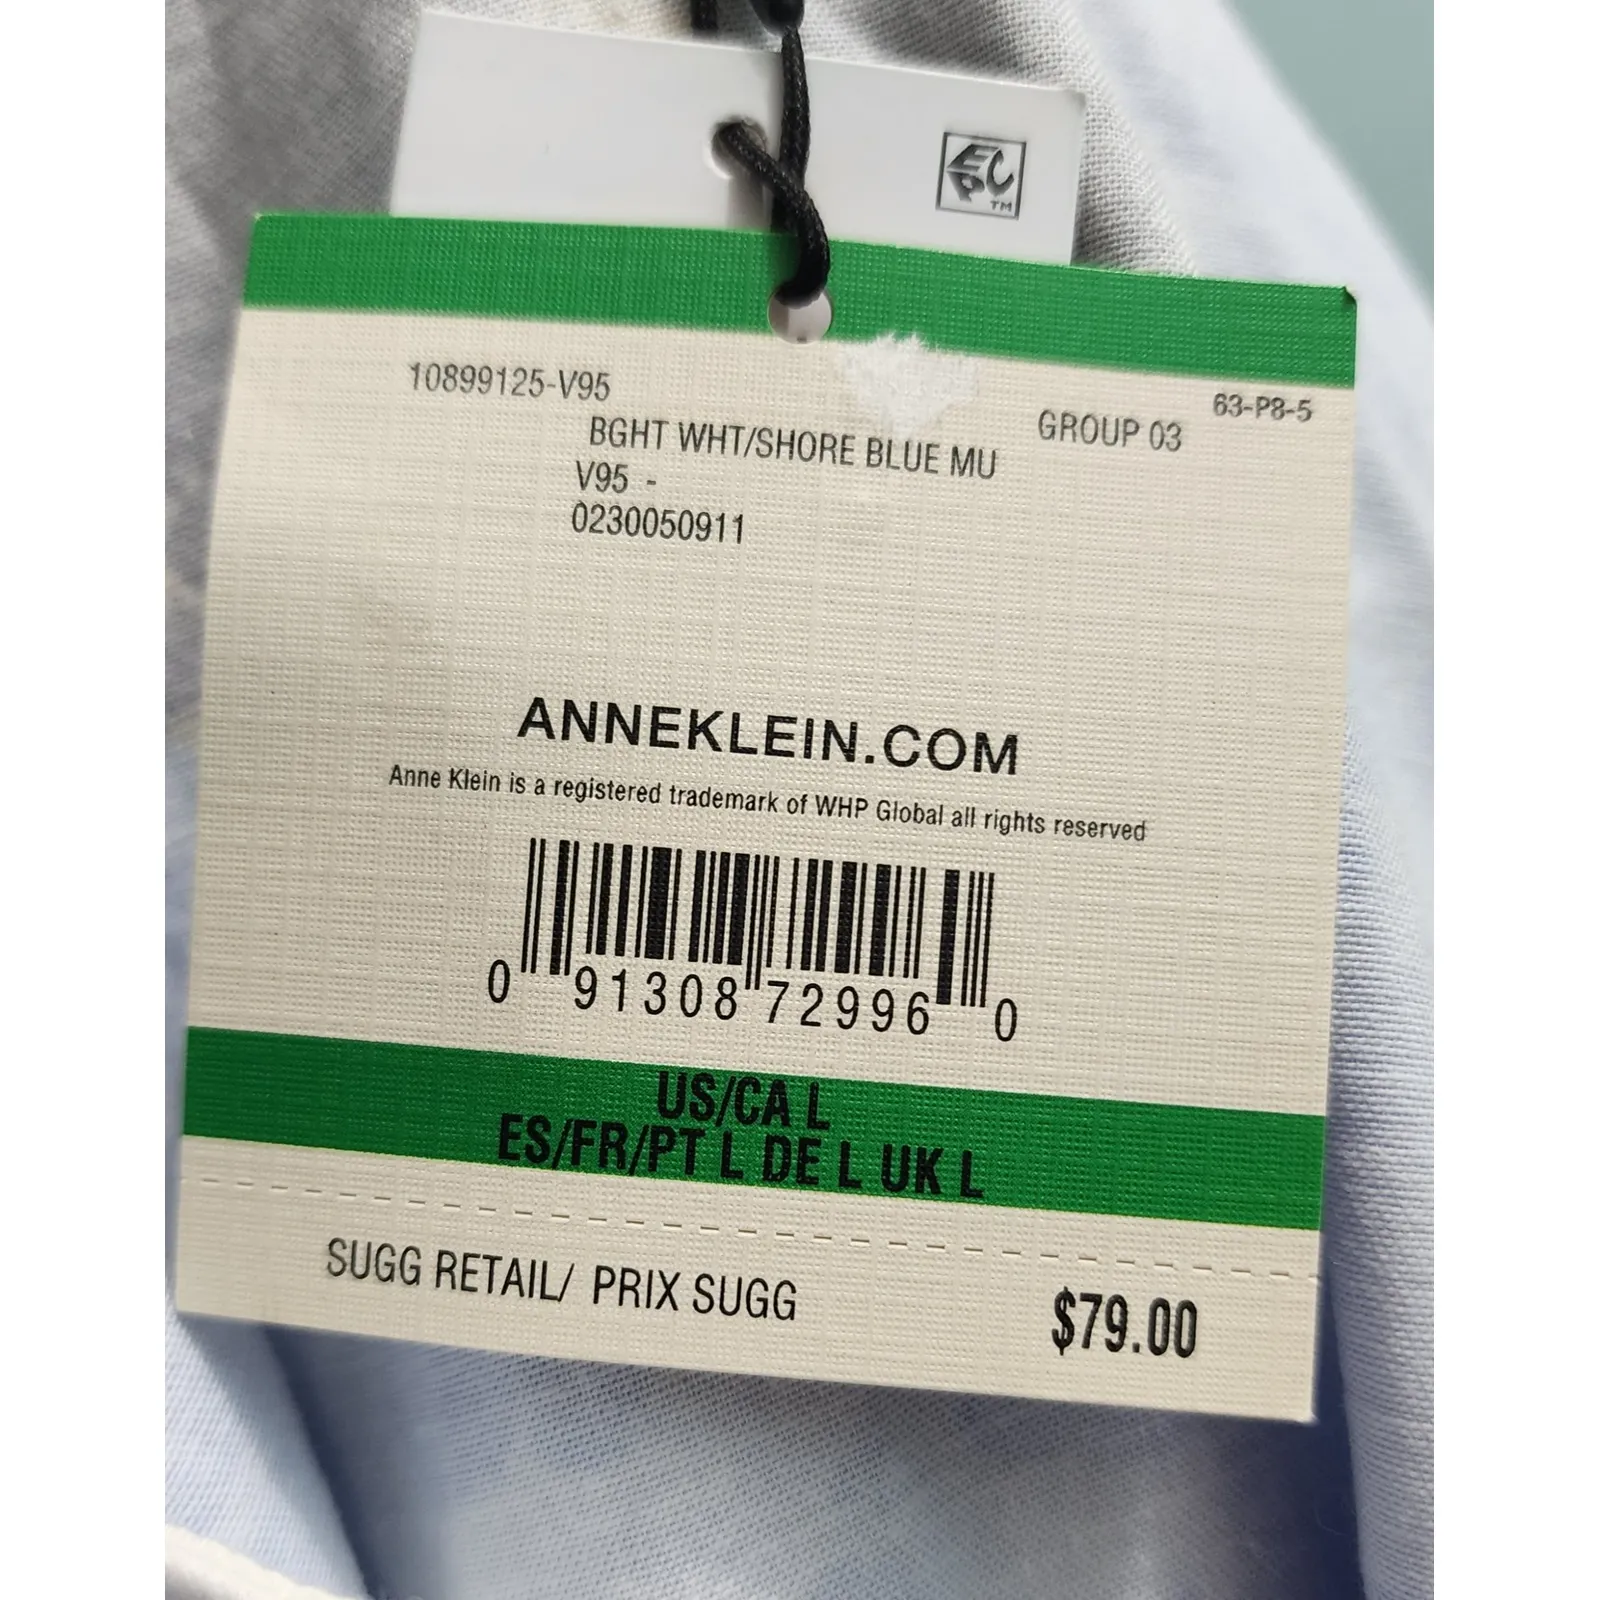 EPC
TM
10899125-V95
63-P8-5
GROUP 03
BGHT WHT/SHORE BLUE MU
V95 -
0230050911
ANNEKLEIN.COM
Anne Klein is a registered trademark of WHP Global all rights reserved
0 91308 72996 0
US/CA L
ES/FR/PT L DE L UK L
SUGG RETAIL/ PRIX SUGG $79.00